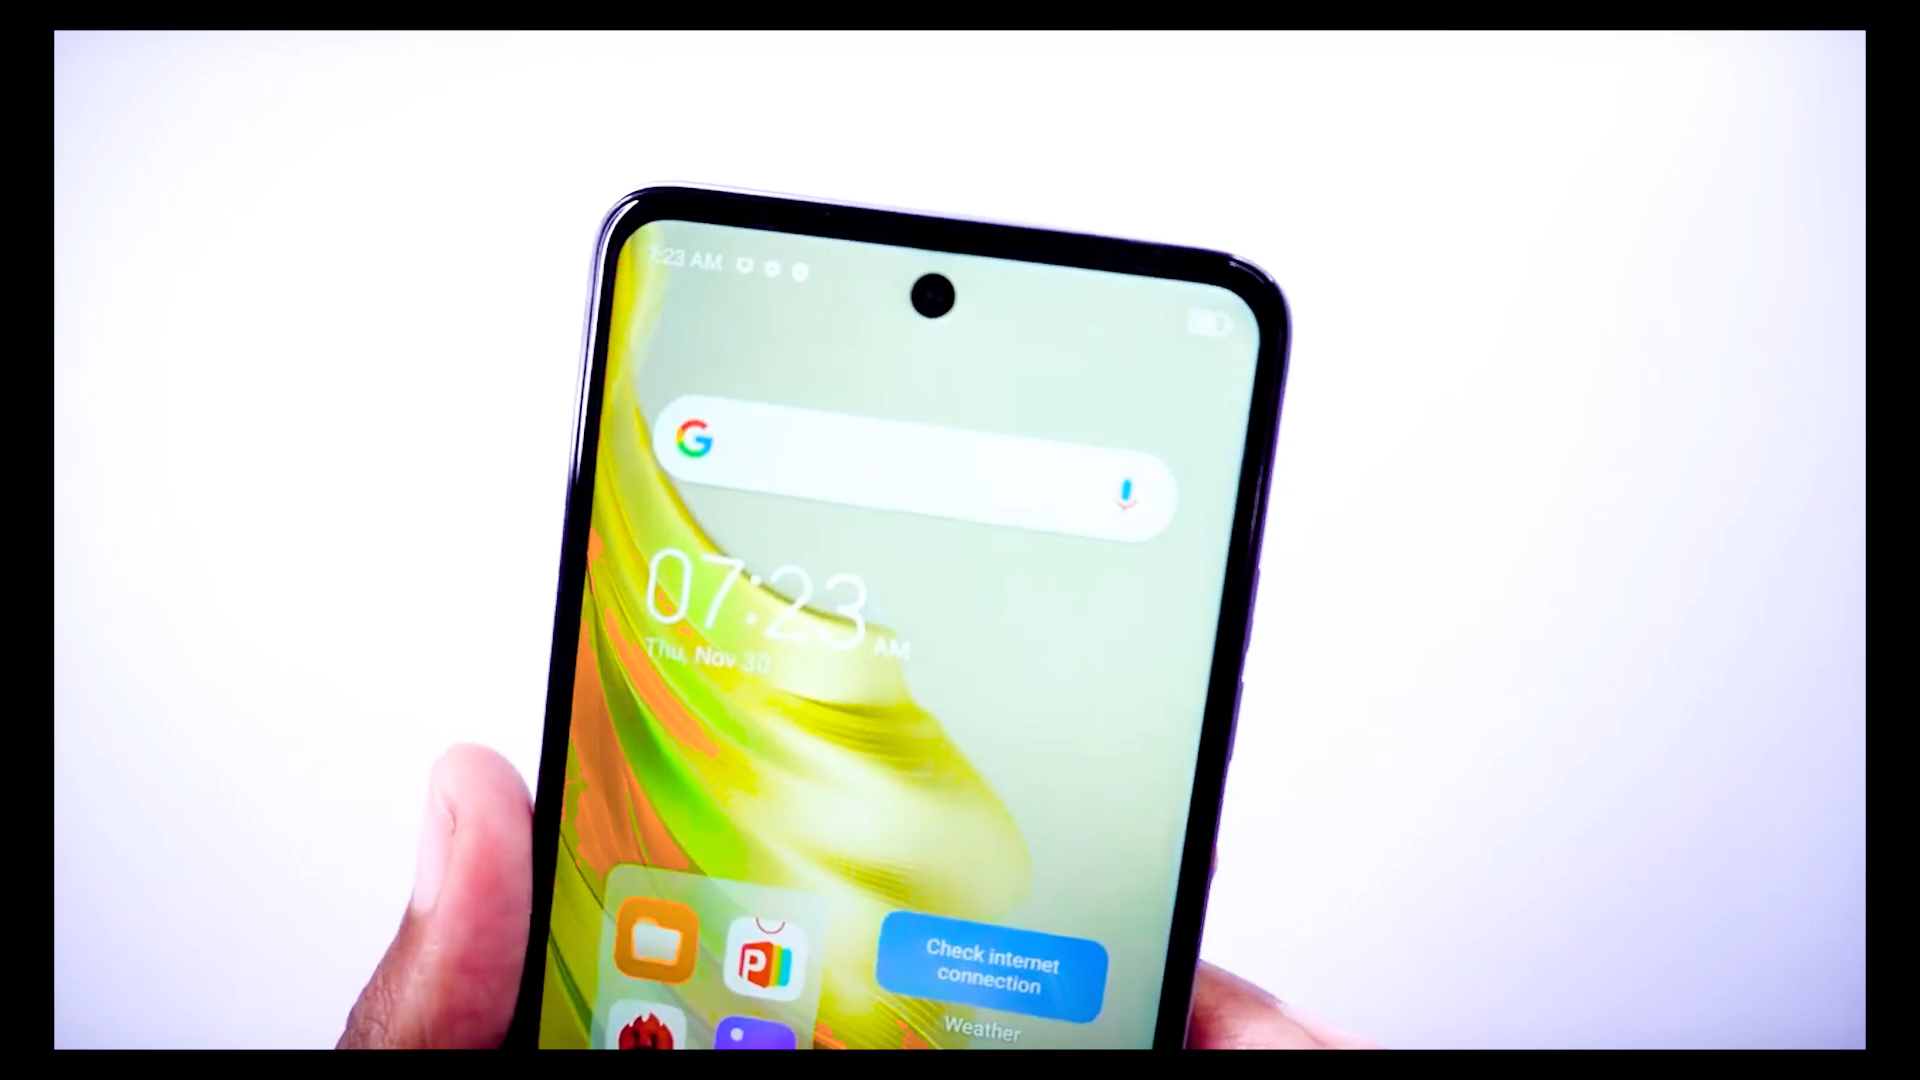 7:23 AM
G
07:23 AM
Thu, Nov 30
P
Check internet
connection
Weather